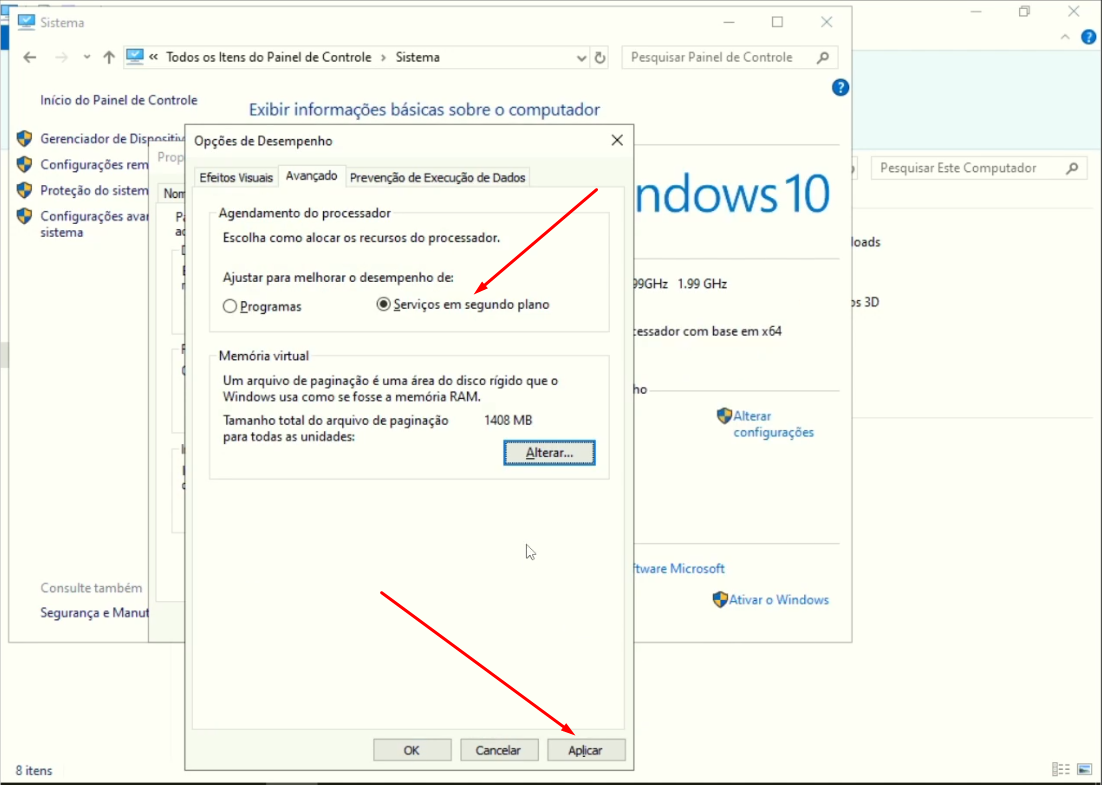 Sistema
« Todos os Itens do Painel de Controle › Sistema
Pesquisar Painel de Controle
?
?
Início do Painel de Controle
Gerenciador de Dispositiv
Configurações rem
Proteção do sistem
Configurações avan
sistema
Consulte também
Segurança e Manut
Exibir informações básicas sobre o computador
Prop
Nom
Opções de Desempenho
Efeitos Visuais
Avançado
Prevenção de Execução de Dados
Agendamento do processador
Escolha como alocar os recursos do processador.
Ajustar para melhorar o desempenho de:
Programas
Serviços em segundo plano
Memória virtual
Um arquivo de paginação é uma área do disco rígido que o
Windows usa como se fosse a memória RAM.
Tamanho total do arquivo de paginação 1408 MB
para todas as unidades:
Alterar...
OK
Cancelar
Aplicar
ndows 10
99GHz 1.99 GHz
cessador com base em x64
ho
Alterar
configurações
ftware Microsoft
Ativar o Windows
Pesquisar Este Computador
loads
os 3D
8 itens